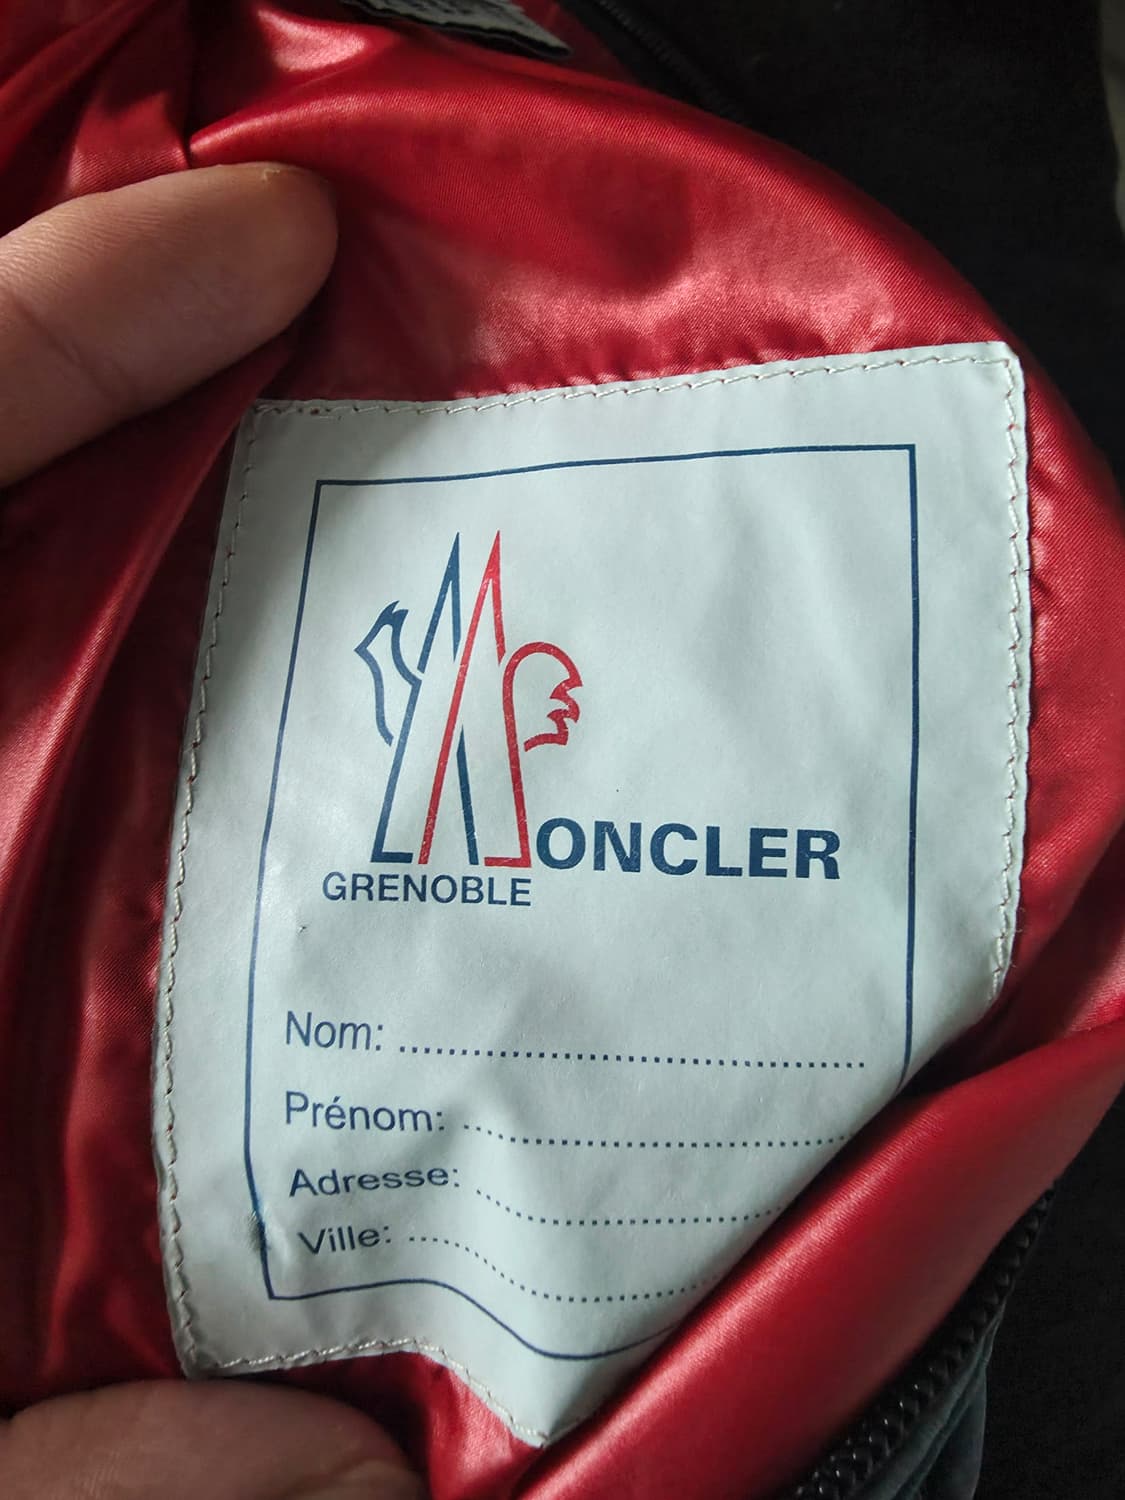 MONCLER
GRENOBLE
Nom: ........................................
Prénom: ........................................
Adresse: ........................................
Ville: ........................................